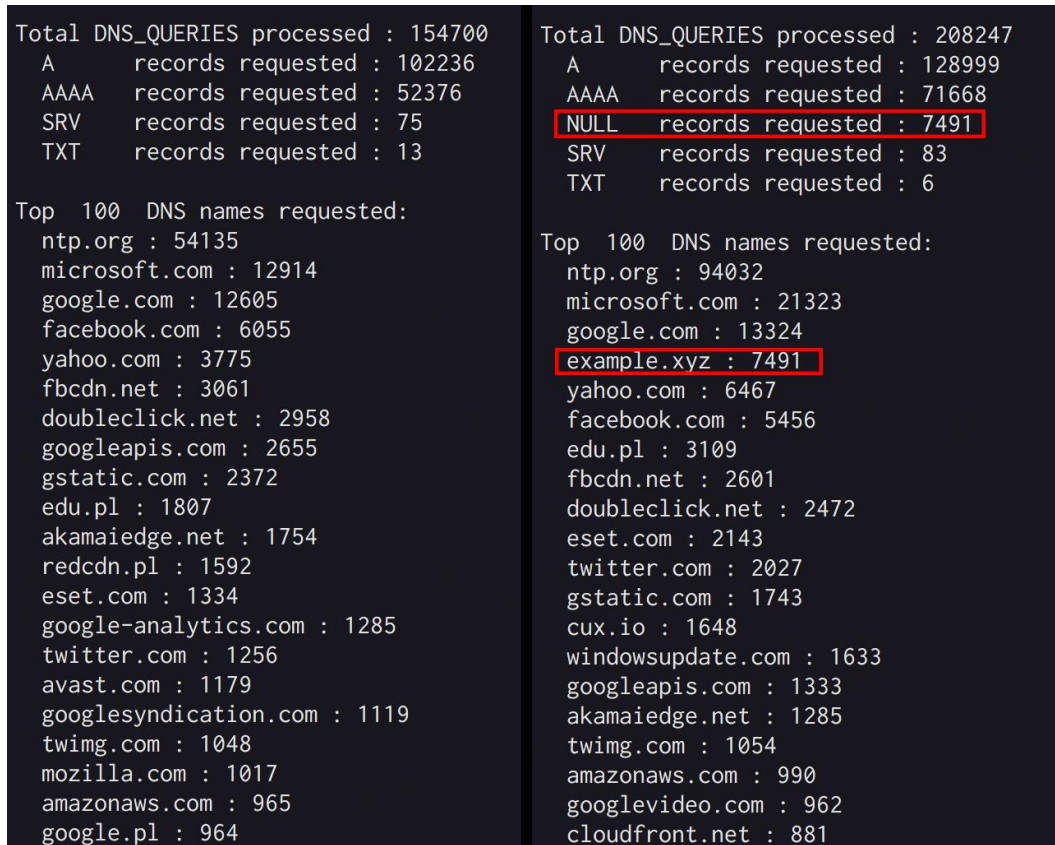 Total DNS_QUERIES processed : 154700
A records requested : 102236
AAAA records requested : 52376
SRV records requested : 75
TXT records requested : 13
Top 100 DNS names requested:
ntp.org : 54135
microsoft.com : 12914
google.com : 12605
facebook.com : 6055
yahoo.com : 3775
fbcdn.net : 3061
doubleclick.net : 2958
googleapis.com : 2655
gstatic.com : 2372
edu.pl : 1807
akamaiedge.net : 1754
redcdn.pl : 1592
eset.com : 1334
google-analytics.com : 1285
twitter.com : 1256
avast.com : 1179
googlesyndication.com : 1119
twimg.com : 1048
mozilla.com : 1017
amazonaws.com : 965
google.pl : 964
Total DNS_QUERIES processed : 208247
A records requested : 128999
AAAA records requested : 71668
NULL records requested : 7491
SRV records requested : 83
TXT records requested : 6
Top 100 DNS names requested:
ntp.org : 94032
microsoft.com : 21323
google.com : 13324
example.xyz : 7491
yahoo.com : 6467
facebook.com : 5456
edu.pl : 3109
fbcdn.net : 2601
doubleclick.net : 2472
eset.com : 2143
twitter.com : 2027
gstatic.com : 1743
cux.io : 1648
windowsupdate.com : 1633
googleapis.com : 1333
akamaiedge.net : 1285
twimg.com : 1054
amazonaws.com : 990
googlevideo.com : 962
cloudfront.net : 881